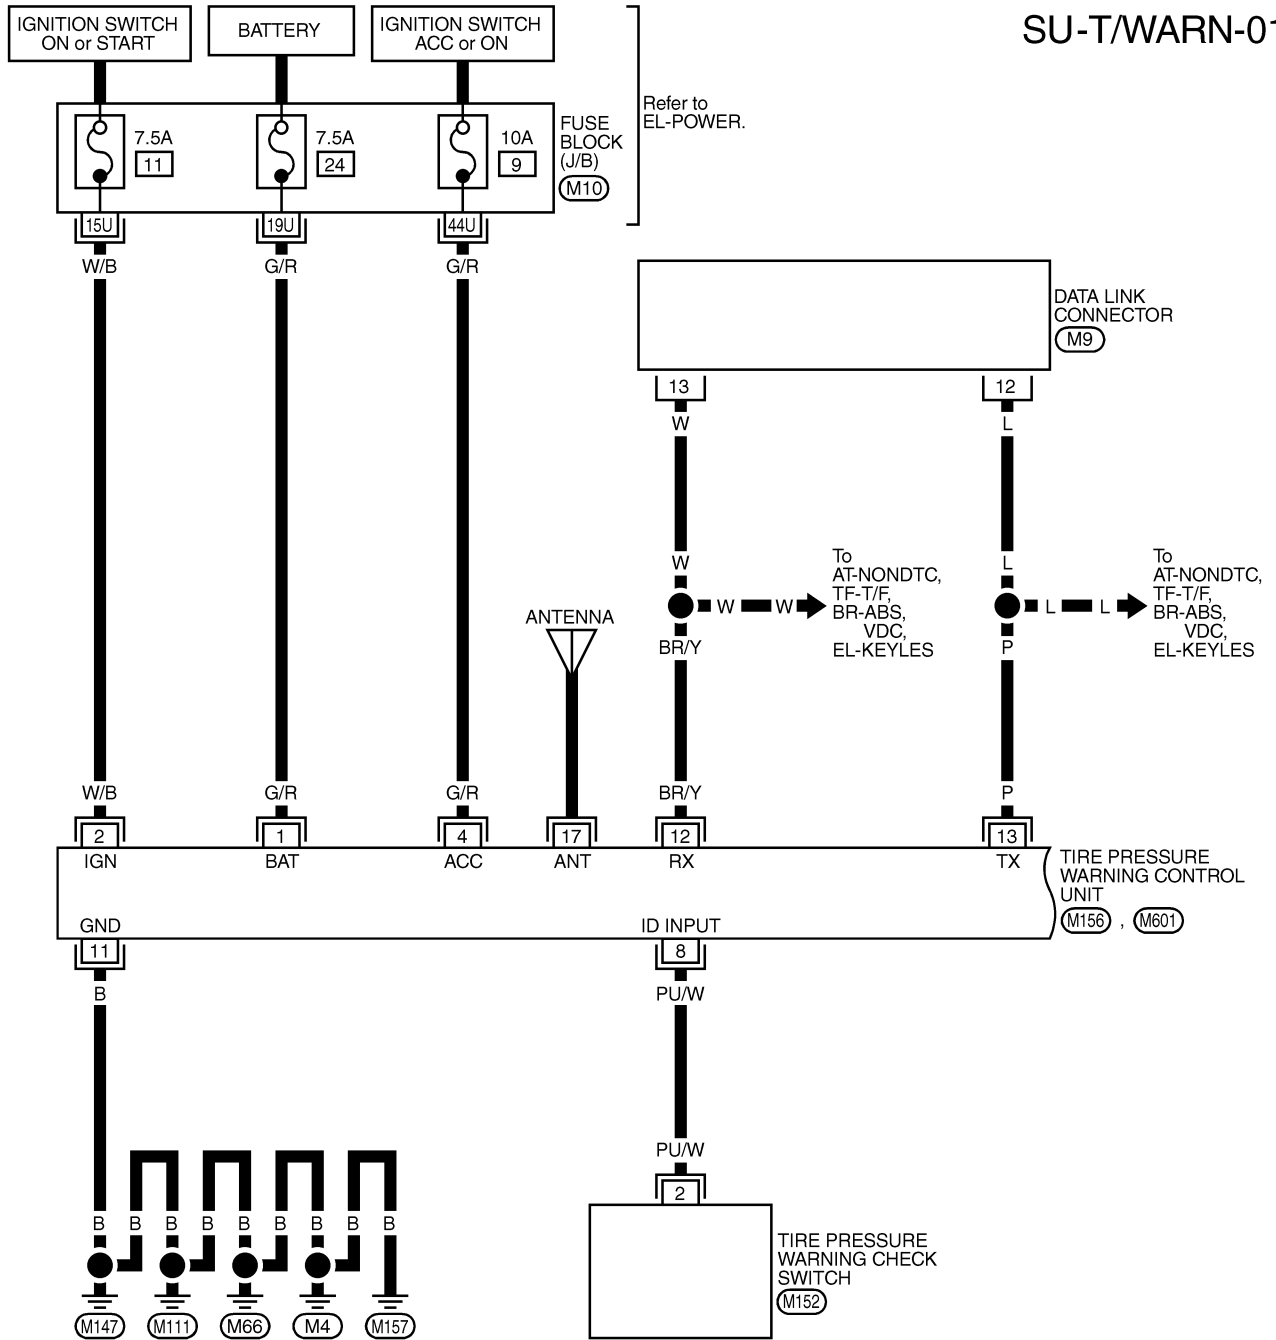 SU-T/WARN-01
IGNITION SWITCH
ON or START
BATTERY
IGNITION SWITCH
ACC or ON
Refer to
EL-POWER.
7.5A
11
7.5A
24
10A
9
FUSE
BLOCK
(J/B)
M10
15U
19U
44U
W/B
G/R
G/R
DATA LINK
CONNECTOR
M9
13
12
W
L
W
L
W
W
To
AT-NONDTC,
TF-T/F,
BR-ABS,
VDC,
EL-KEYLES
L
L
To
AT-NONDTC,
TF-T/F,
BR-ABS,
VDC,
EL-KEYLES
ANTENNA
BR/Y
P
W/B
G/R
G/R
BR/Y
P
2
1
4
17
12
13
IGN
BAT
ACC
ANT
RX
TX
TIRE PRESSURE
WARNING CONTROL
UNIT
M156 , M601
GND
ID INPUT
11
8
B
PU/W
PU/W
2
B
B
B
B
B
B
B
B
B
TIRE PRESSURE
WARNING CHECK
SWITCH
M152
M147
M111
M66
M4
M157